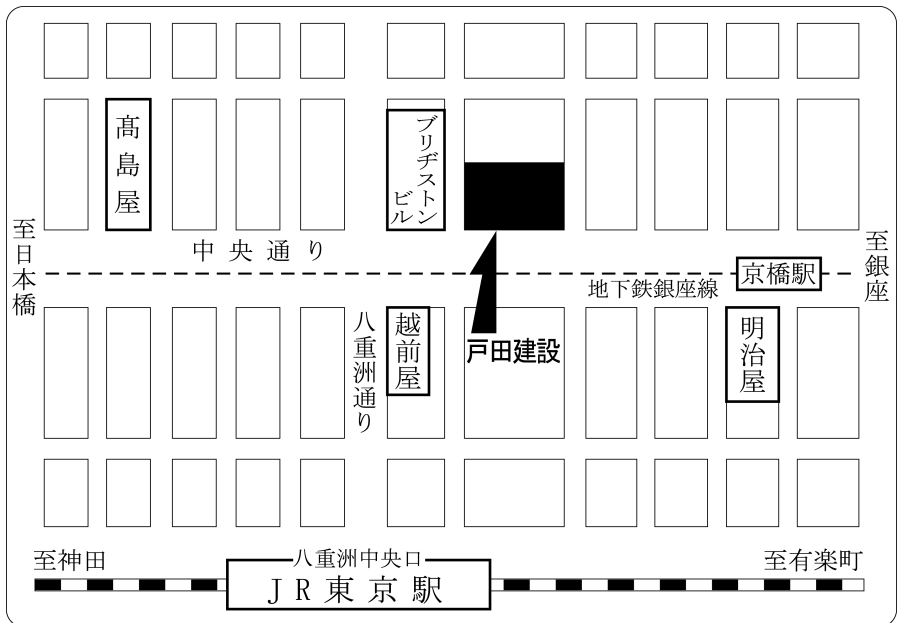 髙島屋
ブリヂストン
ビル
至日本橋
中央通り
至銀座
京橋駅
地下鉄銀座線
八重洲通り
越前屋
戸田建設
明治屋
至神田
八重洲中央口
JR東京駅
至有楽町